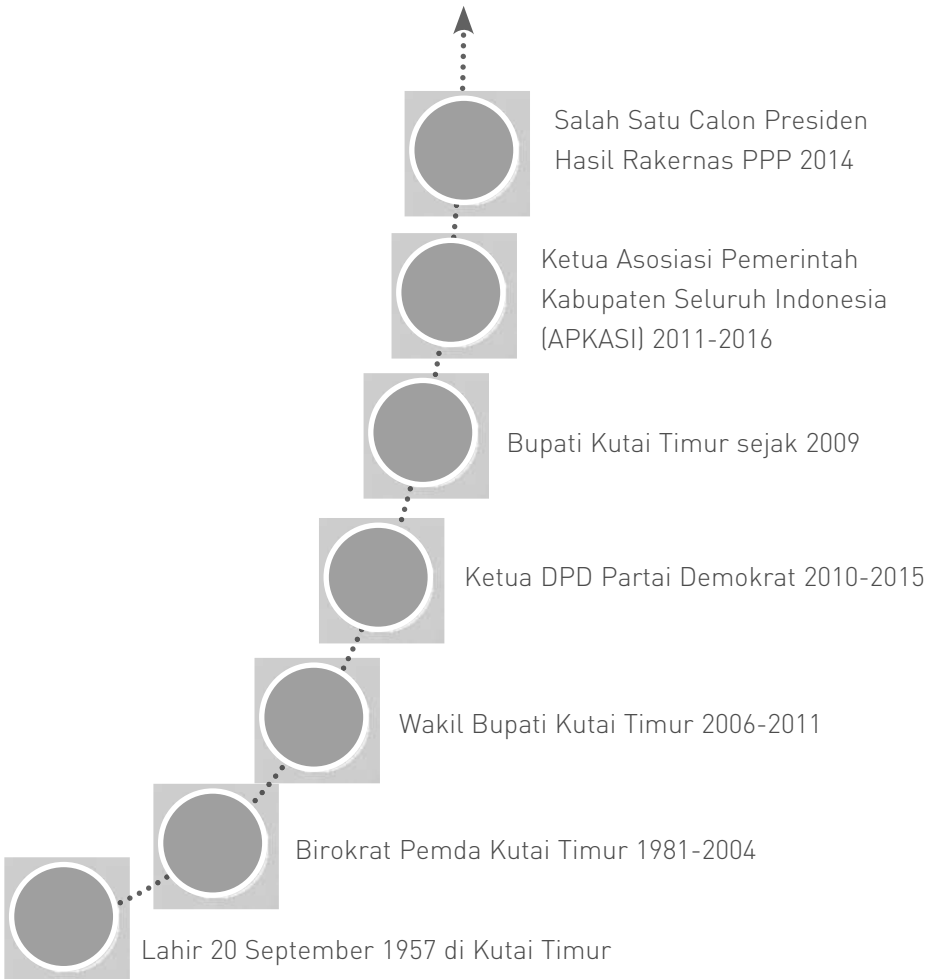 Salah Satu Calon Presiden
Hasil Rakernas PPP 2014
Ketua Asosiasi Pemerintah
Kabupaten Seluruh Indonesia
(APKASI) 2011-2016
Bupati Kutai Timur sejak 2009
Ketua DPD Partai Demokrat 2010-2015
Wakil Bupati Kutai Timur 2006-2011
Birokrat Pemda Kutai Timur 1981-2004
Lahir 20 September 1957 di Kutai Timur